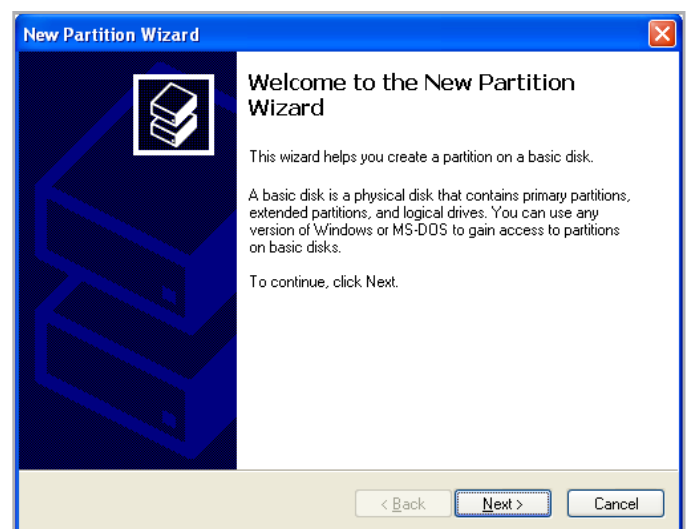 New Partition Wizard
Welcome to the New Partition
Wizard
This wizard helps you create a partition on a basic disk.
A basic disk is a physical disk that contains primary partitions,
extended partitions, and logical drives. You can use any
version of Windows or MS-DOS to gain access to partitions
on basic disks.
To continue, click Next.
< Back
Next >
Cancel